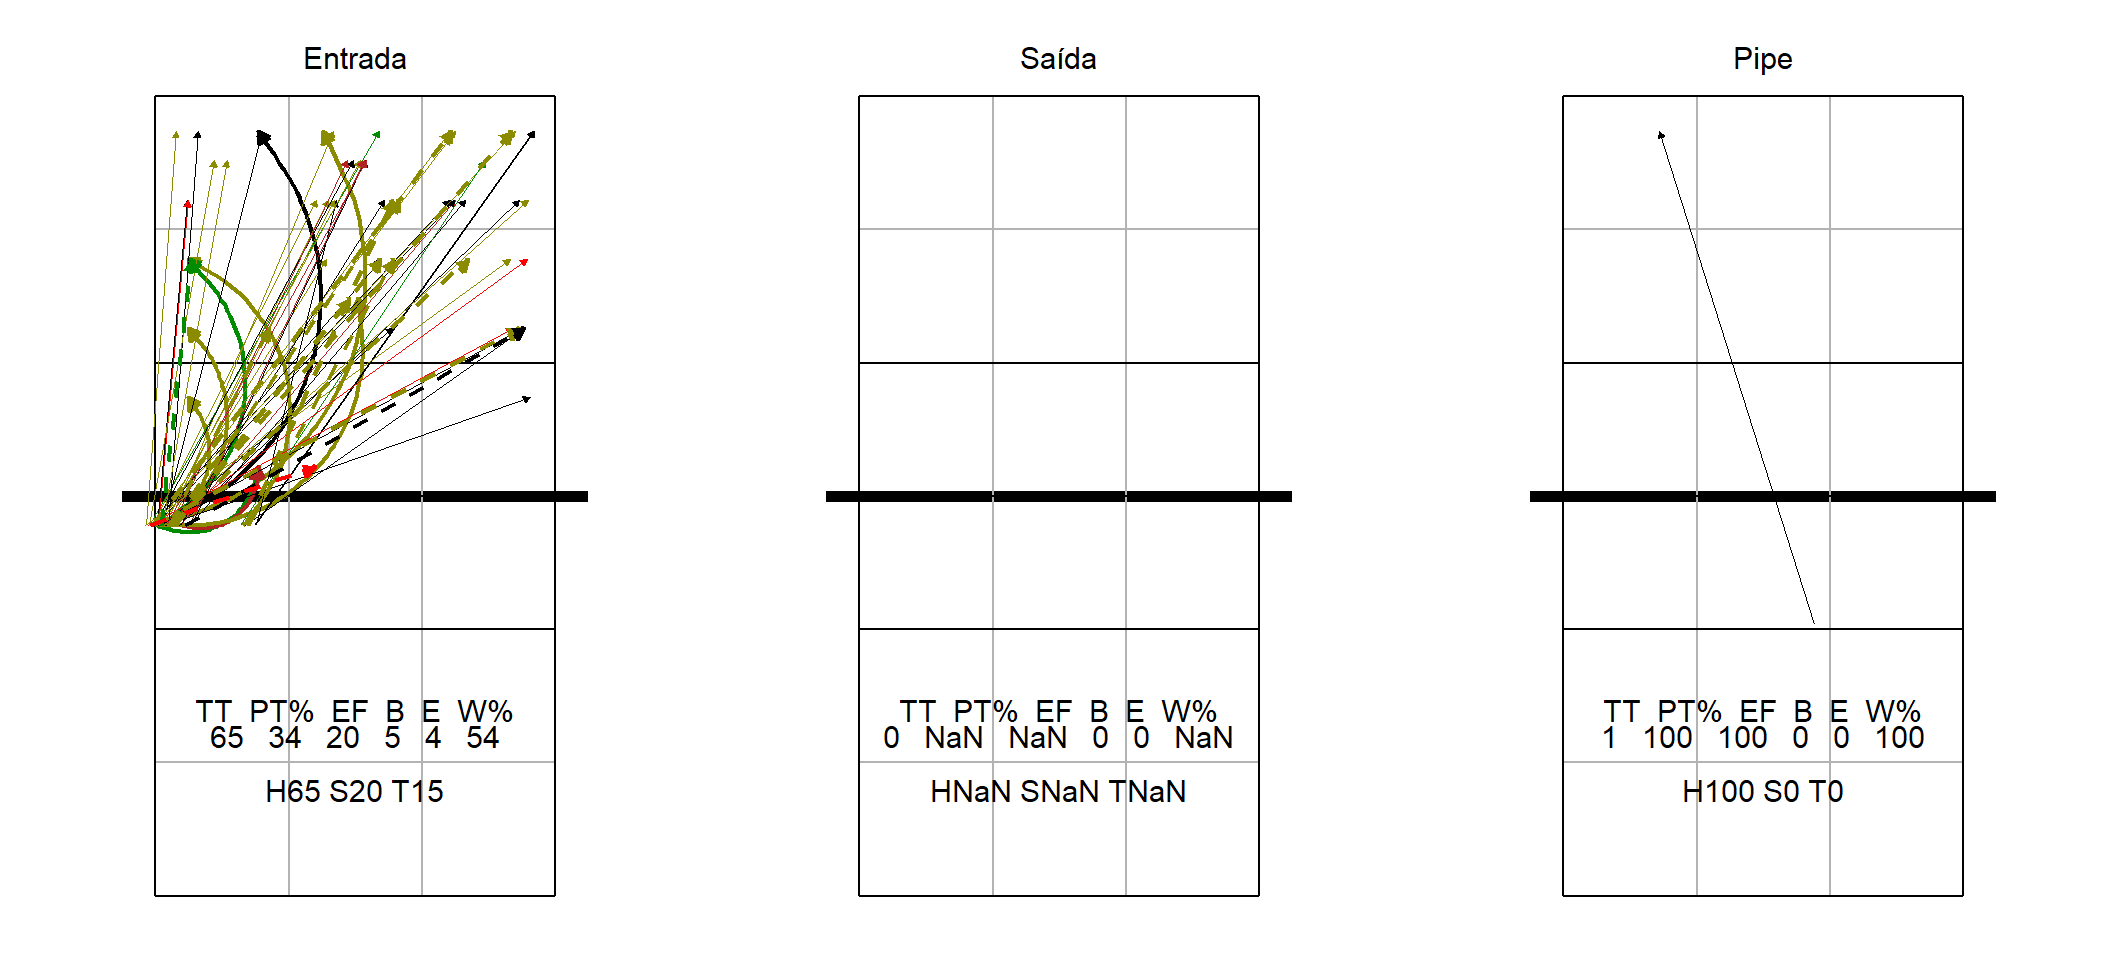 Entrada
TT PT% EF B E W%
65 34 20 5 4 54
H65 S20 T15
Saída
TT PT% EF B E W%
0 NaN NaN 0 0 NaN
HNaN SNaN TNaN
Pipe
TT PT% EF B E W%
1 100 100 0 0 100
H100 S0 T0